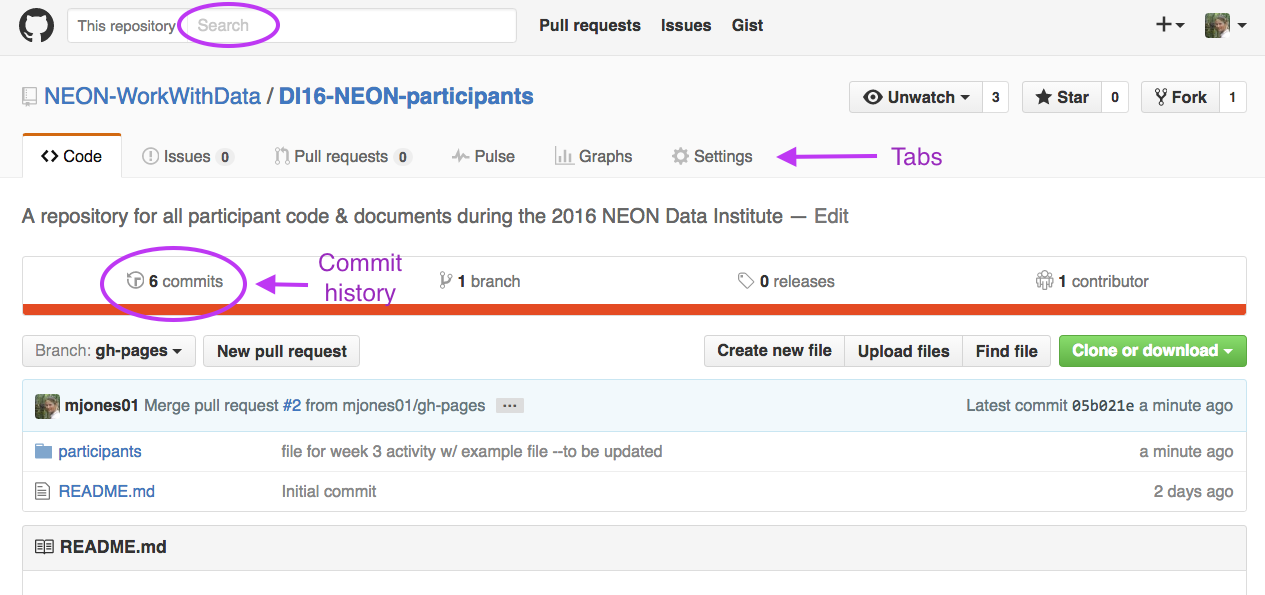 This repository Search Pull requests Issues Gist
NEON-WorkWithData / DI16-NEON-participants Unwatch 3 Star 0 Fork 1
Code Issues 0 Pull requests 0 Pulse Graphs Settings Tabs
A repository for all participant code & documents during the 2016 NEON Data Institute — Edit
6 commits Commit history 1 branch 0 releases 1 contributor
Branch: gh-pages New pull request Create new file Upload files Find file Clone or download
mjones01 Merge pull request #2 from mjones01/gh-pages ... Latest commit 05b021e a minute ago
participants file for week 3 activity w/ example file --to be updated a minute ago
README.md Initial commit 2 days ago
README.md